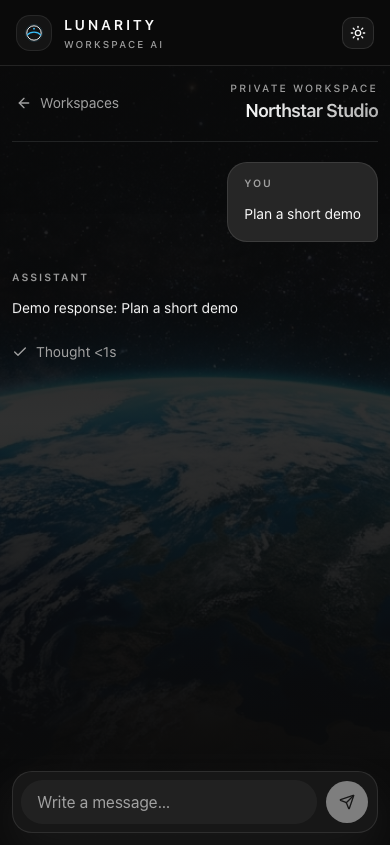 LUNARITY
WORKSPACE AI
Workspaces
PRIVATE WORKSPACE
Northstar Studio
YOU
Plan a short demo
ASSISTANT
Demo response: Plan a short demo
Thought <1s
Write a message...